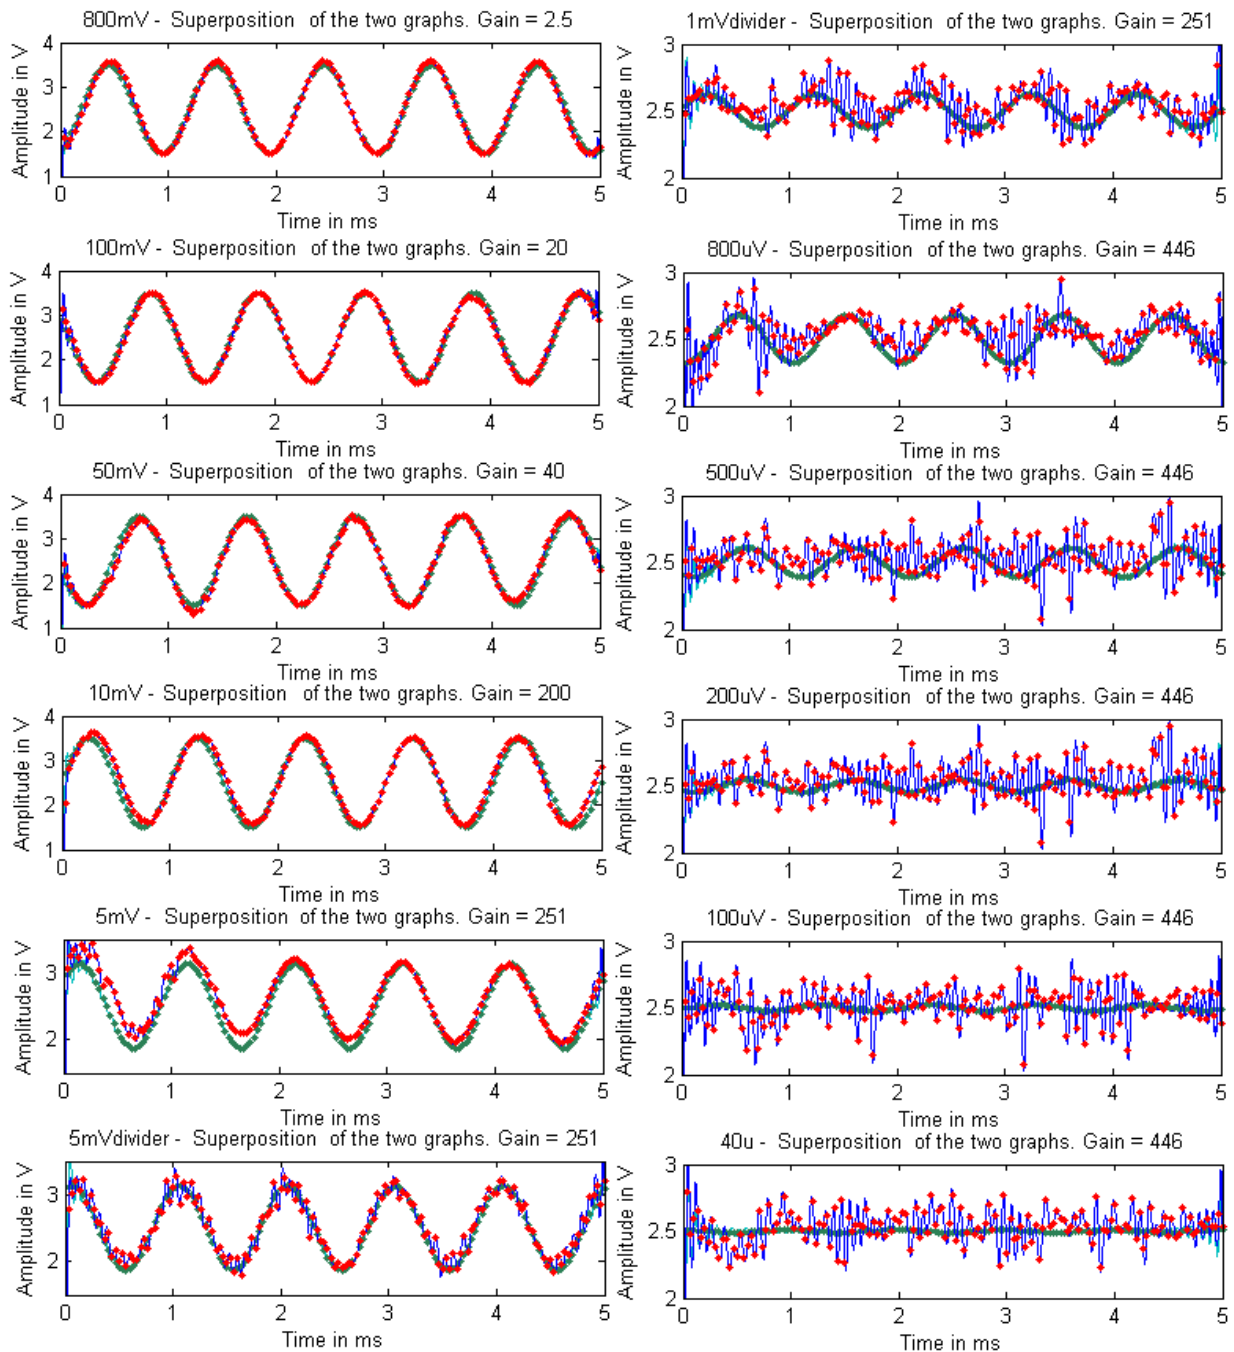 800mV - Superposition of the two graphs. Gain = 2.5
Amplitude in V
4
3
2
1
0 1 2 3 4 5
Time in ms
100mV - Superposition of the two graphs. Gain = 20
Amplitude in V
4
3
2
1
0 1 2 3 4 5
Time in ms
50mV - Superposition of the two graphs. Gain = 40
Amplitude in V
4
3
2
1
0 1 2 3 4 5
Time in ms
10mV - Superposition of the two graphs. Gain = 200
Amplitude in V
4
3
2
1
0 1 2 3 4 5
Time in ms
5mV - Superposition of the two graphs. Gain = 251
Amplitude in V
3
2
0 1 2 3 4 5
Time in ms
5mVdivider - Superposition of the two graphs. Gain = 251
Amplitude in V
3
2
0 1 2 3 4 5
Time in ms
1mVdivider - Superposition of the two graphs. Gain = 251
Amplitude in V
3
2.5
2
0 1 2 3 4 5
Time in ms
800uV - Superposition of the two graphs. Gain = 446
Amplitude in V
3
2.5
2
0 1 2 3 4 5
Time in ms
500uV - Superposition of the two graphs. Gain = 446
Amplitude in V
3
2.5
2
0 1 2 3 4 5
Time in ms
200uV - Superposition of the two graphs. Gain = 446
Amplitude in V
3
2.5
2
0 1 2 3 4 5
Time in ms
100uV - Superposition of the two graphs. Gain = 446
Amplitude in V
3
2.5
2
0 1 2 3 4 5
Time in ms
40u - Superposition of the two graphs. Gain = 446
Amplitude in V
3
2.5
2
0 1 2 3 4 5
Time in ms